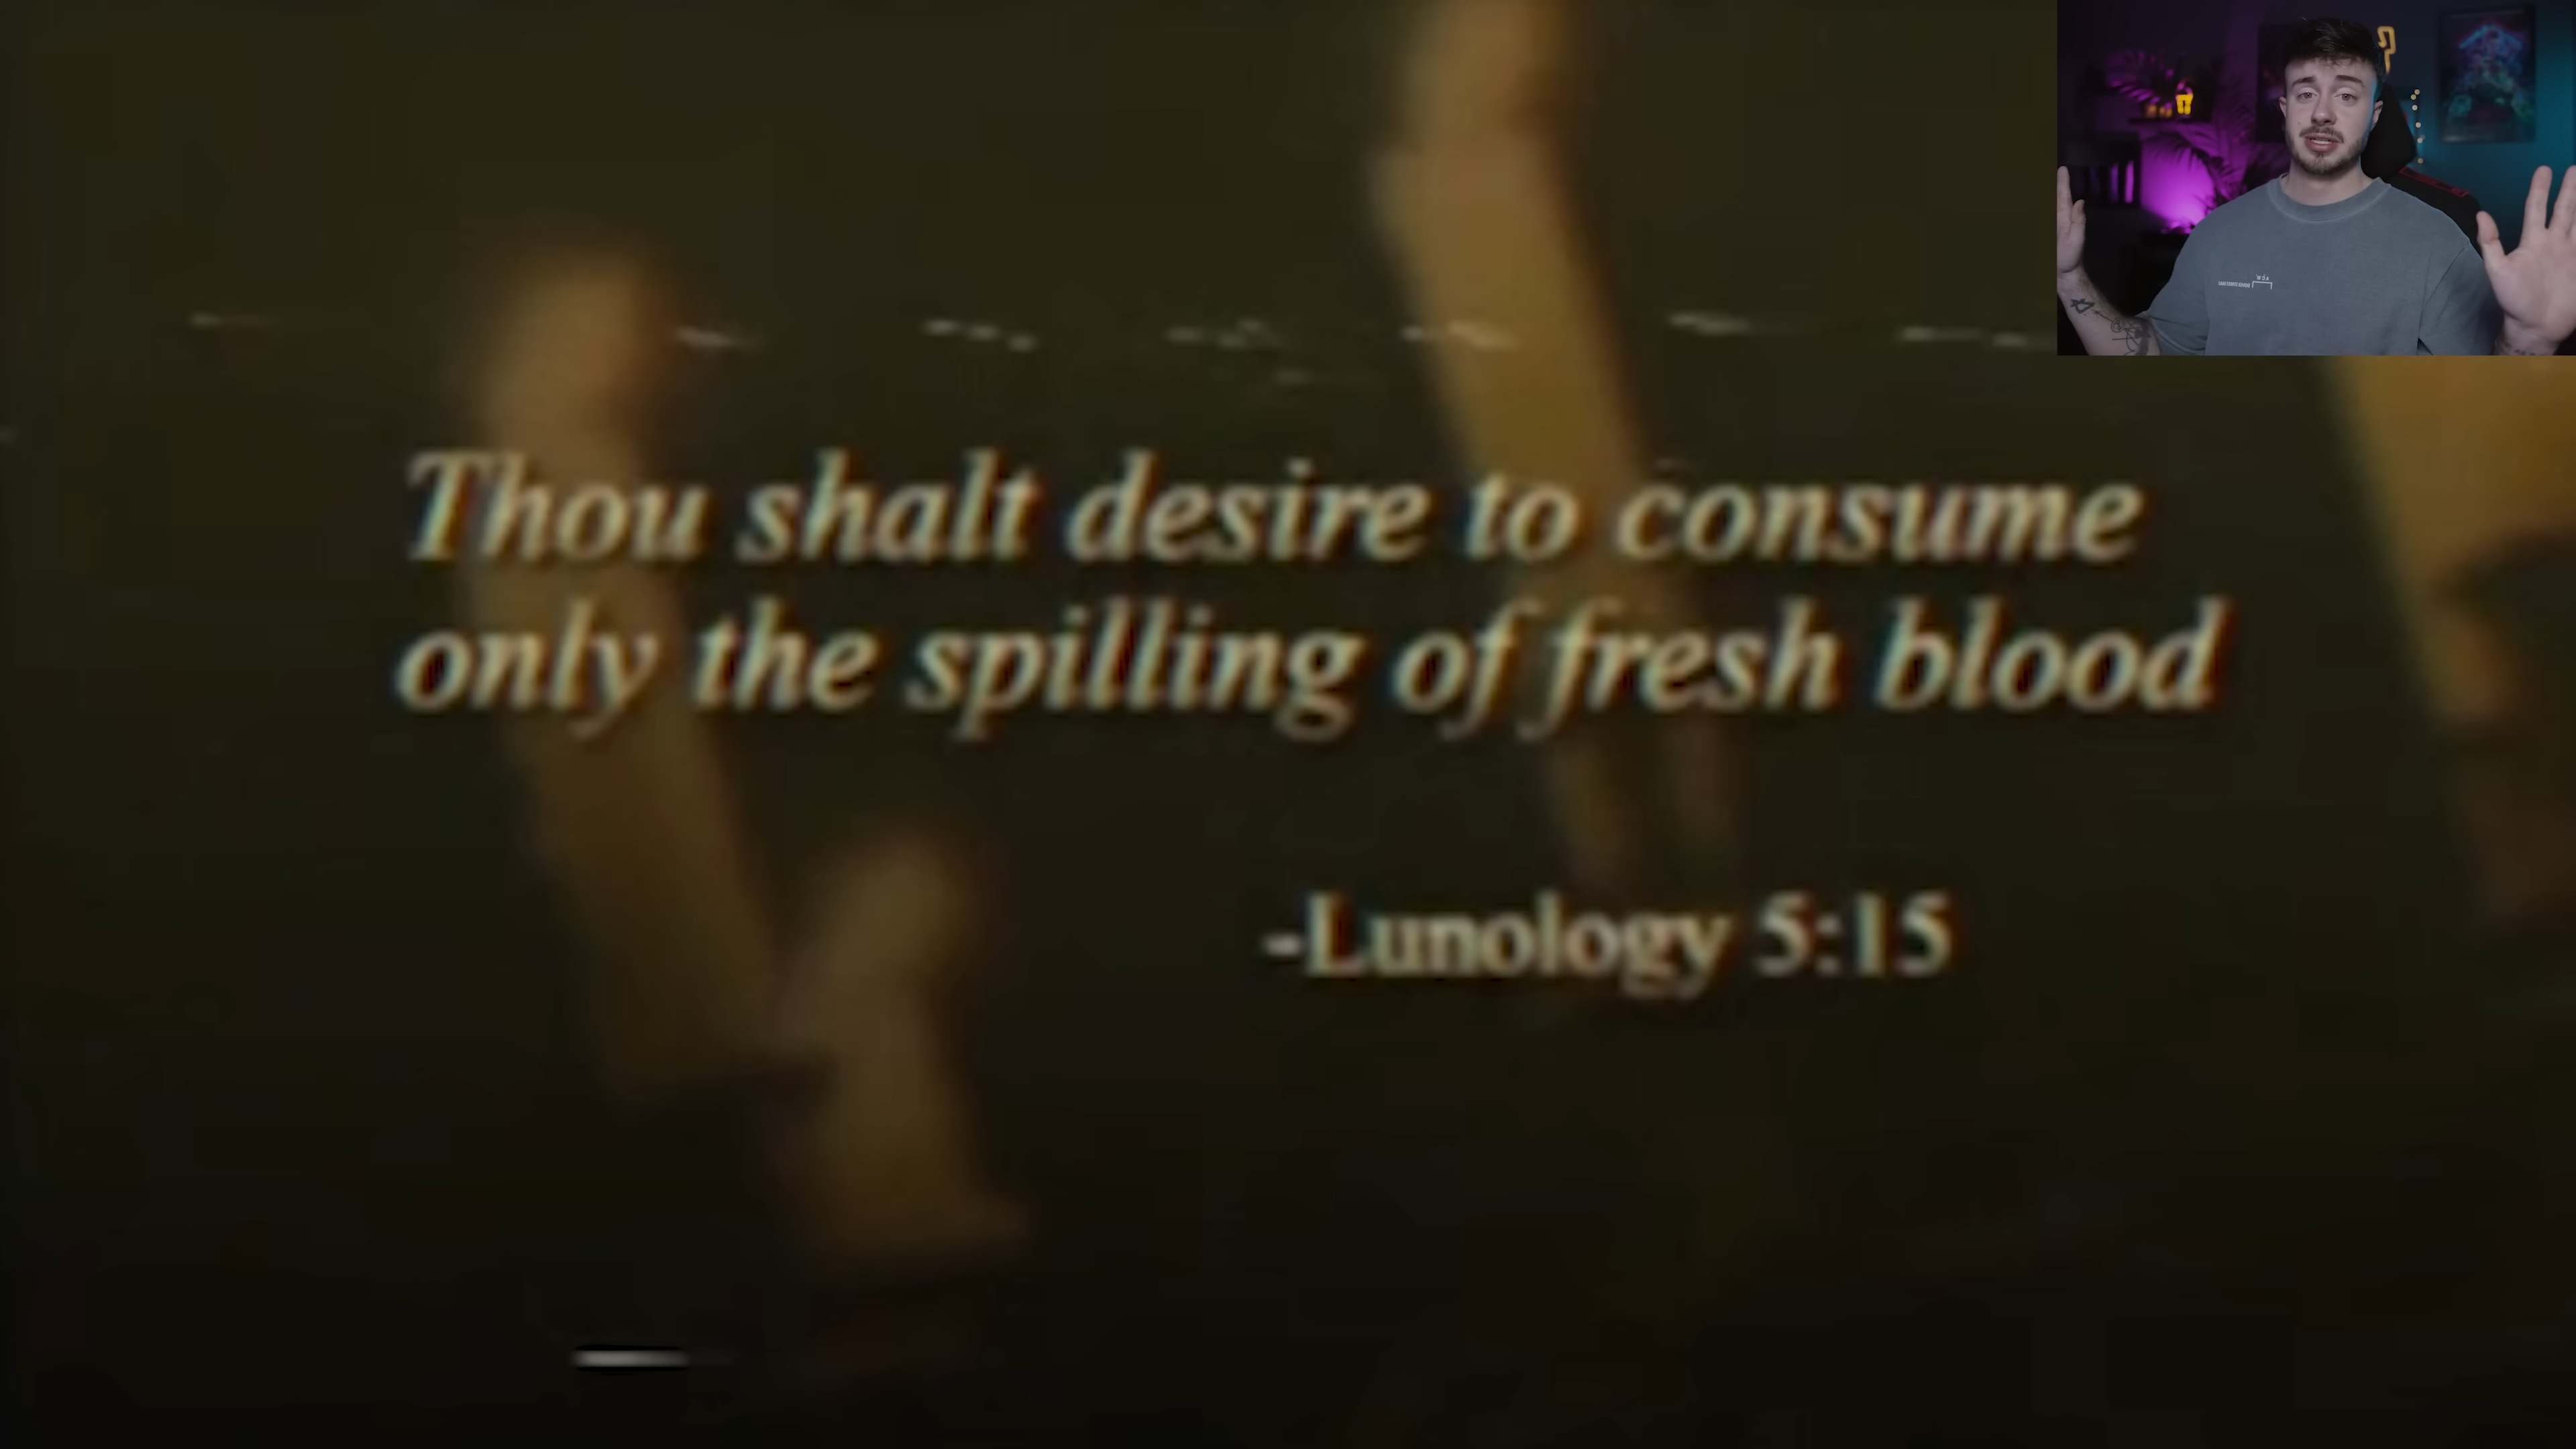 Thou shalt desire to consume
only the spilling of fresh blood
-Lunology 5:15